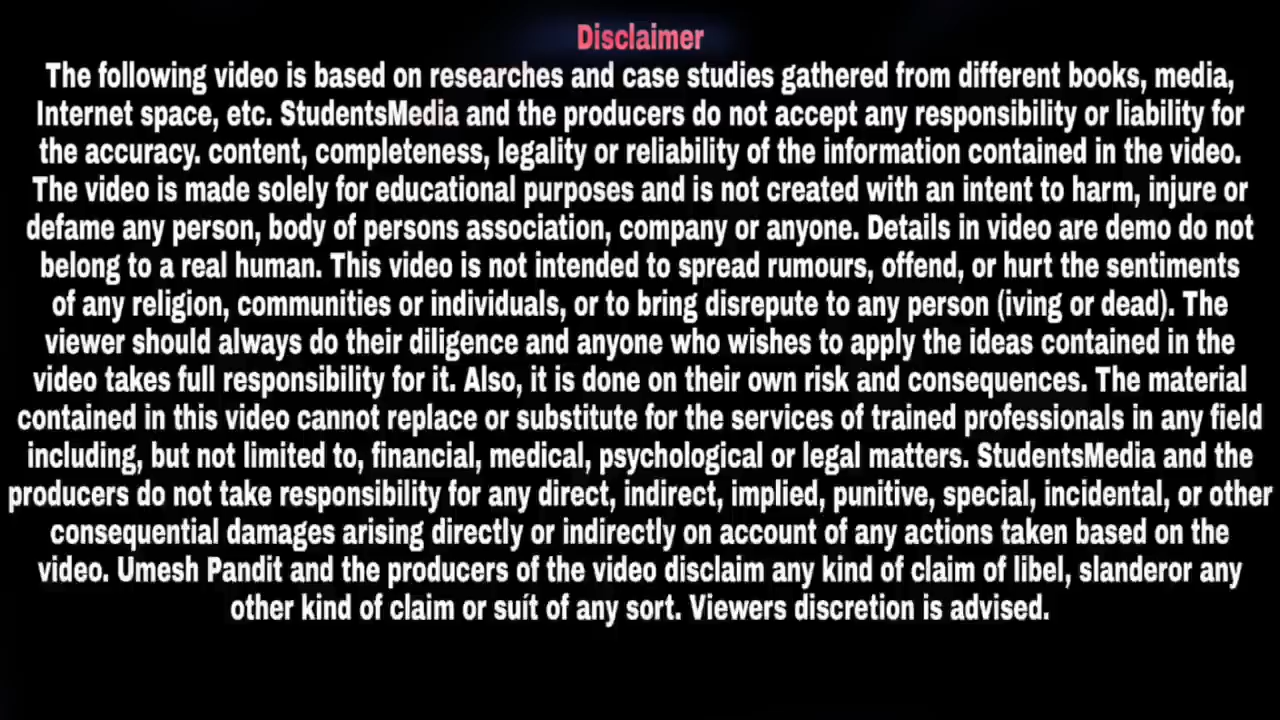 Disclaimer
The following video is based on researches and case studies gathered from different books, media,
Internet space, etc. StudentsMedia and the producers do not accept any responsibility or liability for
the accuracy. content, completeness, legality or reliability of the information contained in the video.
The video is made solely for educational purposes and is not created with an intent to harm, injure or
defame any person, body of persons association, company or anyone. Details in video are demo do not
belong to a real human. This video is not intended to spread rumours, offend, or hurt the sentiments
of any religion, communities or individuals, or to bring disrepute to any person (iving or dead). The
viewer should always do their diligence and anyone who wishes to apply the ideas contained in the
video takes full responsibility for it. Also, it is done on their own risk and consequences. The material
contained in this video cannot replace or substitute for the services of trained professionals in any field
including, but not limited to, financial, medical, psychological or legal matters. StudentsMedia and the
producers do not take responsibility for any direct, indirect, implied, punitive, special, incidental, or other
consequential damages arising directly or indirectly on account of any actions taken based on the
video. Umesh Pandit and the producers of the video disclaim any kind of claim of libel, slanderor any
other kind of claim or suít of any sort. Viewers discretion is advised.